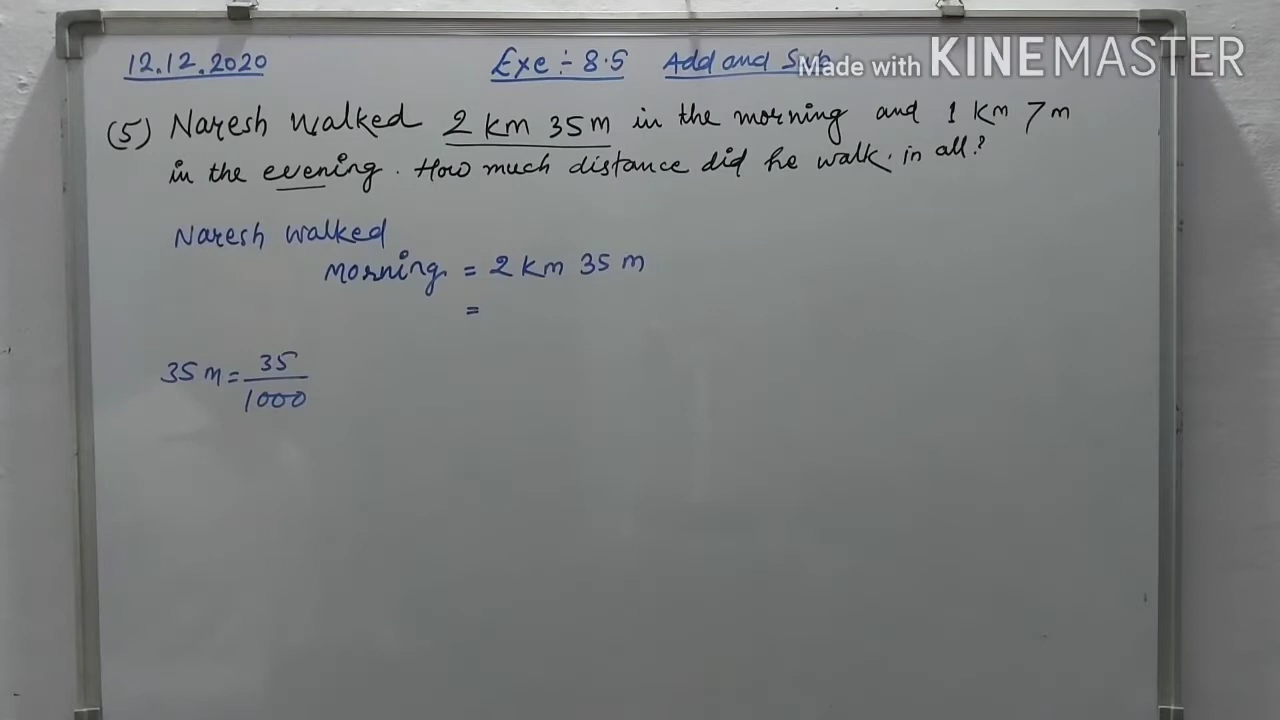 12.12.2020 Exe ÷ 8.5 Add and Sub
Made with KINEMASTER
(5) Naresh walked 2 km 35 m in the morning and 1 km 7 m
in the evening. How much distance did he walk. in all?
Naresh walked
Morning = 2 km 35 m
=
35 m = 35/1000